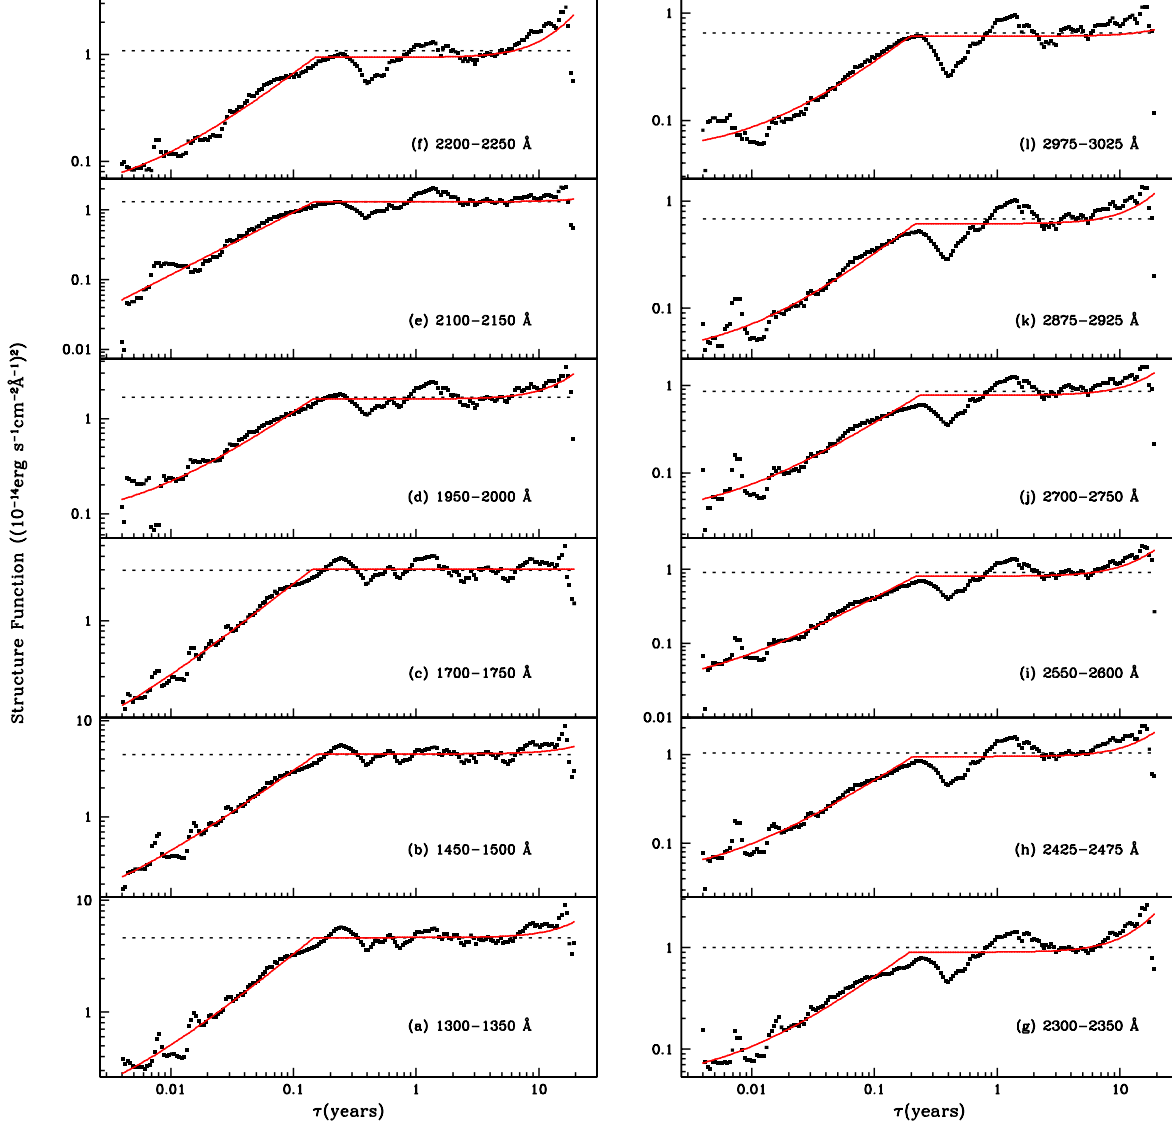 Structure Function ((10⁻¹⁴erg s⁻¹cm⁻²Å⁻¹)²)
1
0.1
(f) 2200−2250 Å
1
0.1
0.01
(e) 2100−2150 Å
1
0.1
(d) 1950−2000 Å
1
(c) 1700−1750 Å
10
1
(b) 1450−1500 Å
10
1
(a) 1300−1350 Å
0.01 0.1 1 10
τ(years)
1
0.1
(l) 2975−3025 Å
1
0.1
(k) 2875−2925 Å
1
0.1
(j) 2700−2750 Å
1
0.1
0.01
(i) 2550−2600 Å
1
0.1
(h) 2425−2475 Å
1
0.1
(g) 2300−2350 Å
0.01 0.1 1 10
τ(years)